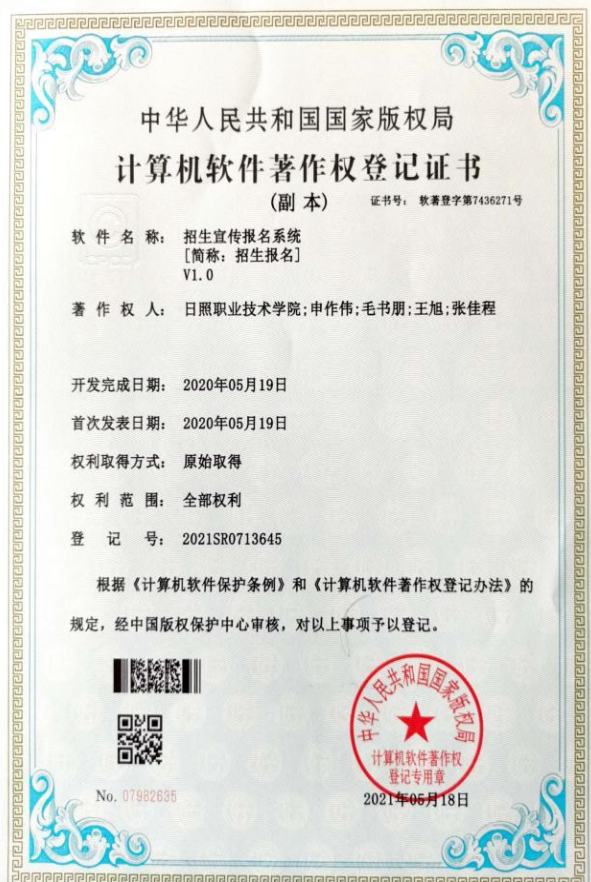 中华人民共和国国家版权局
计算机软件著作权登记证书
(副本)
证书号： 软著登字第7436271号
软件名称： 招生宣传报名系统
[简称：招生报名]
V1.0
著作权人： 日照职业技术学院;申作伟;毛书朋;王旭;张佳程
开发完成日期： 2020年05月19日
首次发表日期： 2020年05月19日
权利取得方式： 原始取得
权利范围： 全部权利
登记号： 2021SR0713645
根据《计算机软件保护条例》和《计算机软件著作权登记办法》的
规定，经中国版权保护中心审核，对以上事项予以登记。
中华人民共和国国家版权局
计算机软件著作权
登记专用章
No. 07982635
2021年05月18日